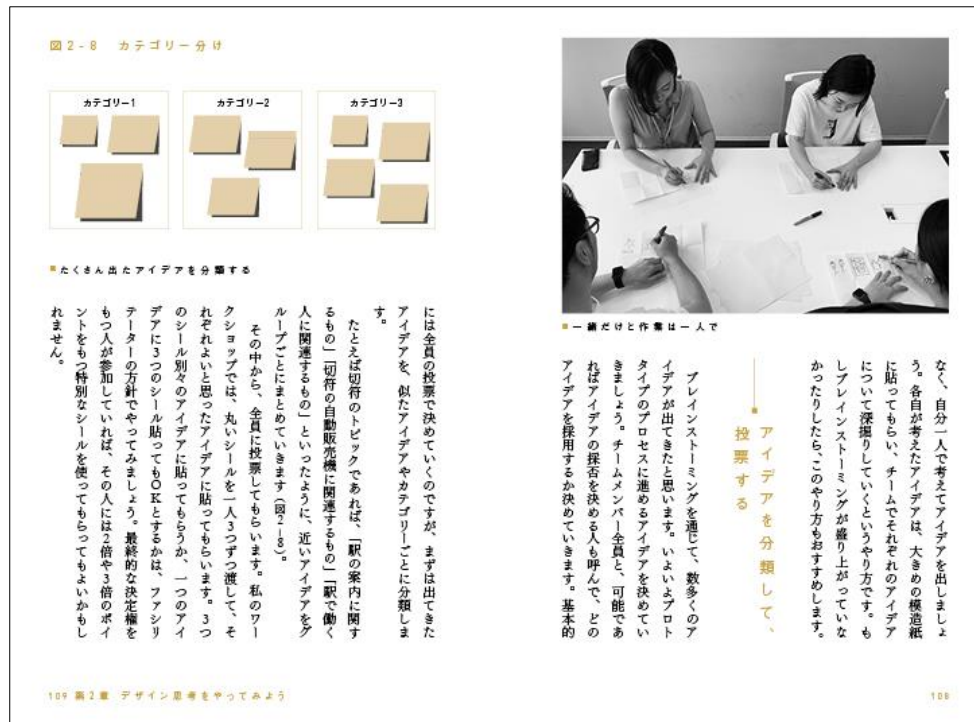 一緒だけど作業は一人で
なく、自分一人で考えてアイデアを出しましょ
う。各自が考えたアイデアは、大きめの模造紙
に貼ってもらい、チームでそれぞれのアイデア
について深掘りしていくというやり方です。も
しブレインストーミングが盛り上がっていな
かったりしたら、このやり方もおすすめします。
アイデアを分類して、
投票する
ブレインストーミングを通じて、数多くのア
イデアが出てきたと思います。いよいよプロト
タイプのプロセスに進めるアイデアを決めてい
きましょう。チームメンバー全員と、可能であ
ればアイデアの採否を決める人も呼んで、どの
アイデアを採用するか決めていきます。基本的
108
図2-8 カテゴリー分け
カテゴリー1
カテゴリー2
カテゴリー3
たくさん出たアイデアを分類する
には全員の投票で決めていくのですが、まずは出てきた
アイデアを、似たアイデアやカテゴリーごとに分類しま
す。
たとえば切符のトピックであれば、「駅の案内に関す
るもの」「切符の自動販売機に関連するもの」「駅で働く
人に関連するもの」といったように、近いアイデアをグ
ループごとにまとめていきます(図2-8)。
その中から、全員に投票してもらいます。私のワー
クショップでは、丸いシールを一人3つずつ渡して、そ
れぞれよいと思ったアイデアに貼ってもらいます。3つ
のシール別々のアイデアに貼ってもらうか、一つのアイ
デアに3つのシール貼ってもOKとするかは、ファシリ
テーターの方針でやってみましょう。最終的な決定権を
もつ人が参加していれば、その人には2倍や3倍のポイ
ントをもつ特別なシールを使ってもらってもよいかもし
れません。
109 第2章 デザイン思考をやってみよう